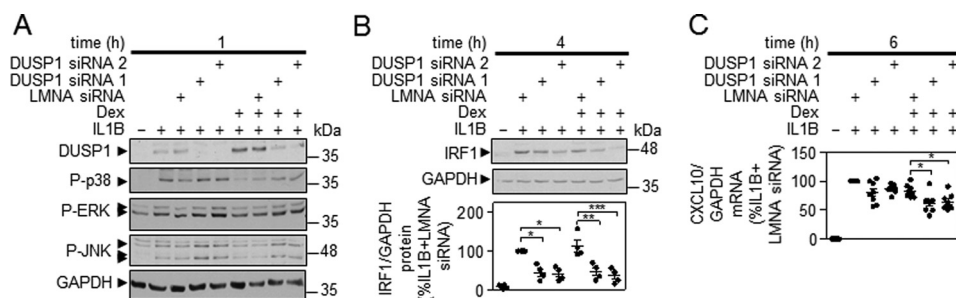 A
time (h) 1
DUSP1 siRNA 2 + +
DUSP1 siRNA 1 + +
LMNA siRNA + +
Dex + + + +
IL1B − + + + + + + + + kDa
DUSP1 35
P-p38 35
P-ERK
P-JNK 48
GAPDH 35
B
time (h) 4
DUSP1 siRNA 2 + +
DUSP1 siRNA 1 + +
LMNA siRNA + +
Dex + + +
IL1B − + + + + + + kDa
IRF1 48
GAPDH 35
IRF1/GAPDH
protein
(%IL1B+LMNA
siRNA)
200
100
0
* * ** ***
C
time (h) 6
DUSP1 siRNA 2 + +
DUSP1 siRNA 1 + +
LMNA siRNA + +
Dex + + +
IL1B − + + + + + +
CXCL10/
GAPDH
mRNA
(%IL1B+
LMNA siRNA)
150
100
50
0
* *